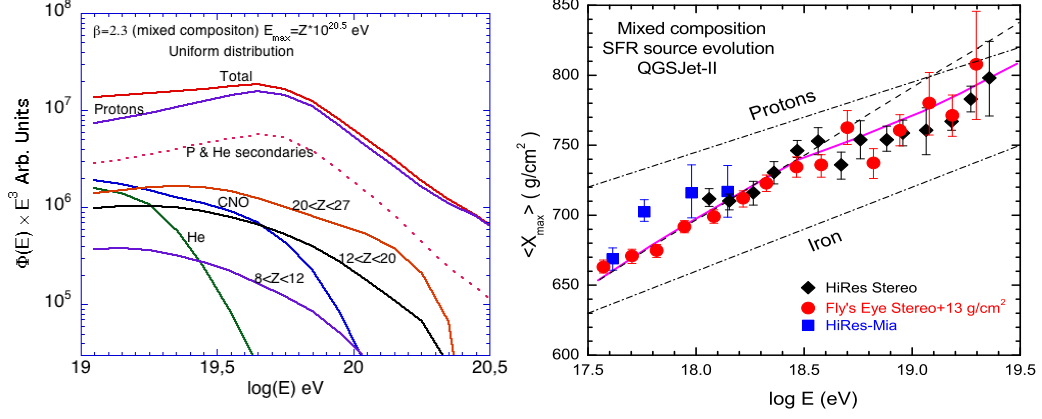 β=2.3 (mixed compositon) E_max=Z*10^20.5 eV
Uniform distribution
Total
Protons
P & He secondaries
CNO
20<Z<27
He
12<Z<20
8<Z<12
10^8
10^7
10^6
10^5
Φ(E) × E^3 Arb. Units
19
19,5
20
20,5
log(E) eV
Mixed composition
SFR source evolution
QGSJet-II
Protons
Iron
HiRes Stereo
Fly's Eye Stereo+13 g/cm^2
HiRes-Mia
850
800
750
700
650
600
<X_max> (g/cm^2)
17.5
18.0
18.5
19.0
19.5
log E (eV)